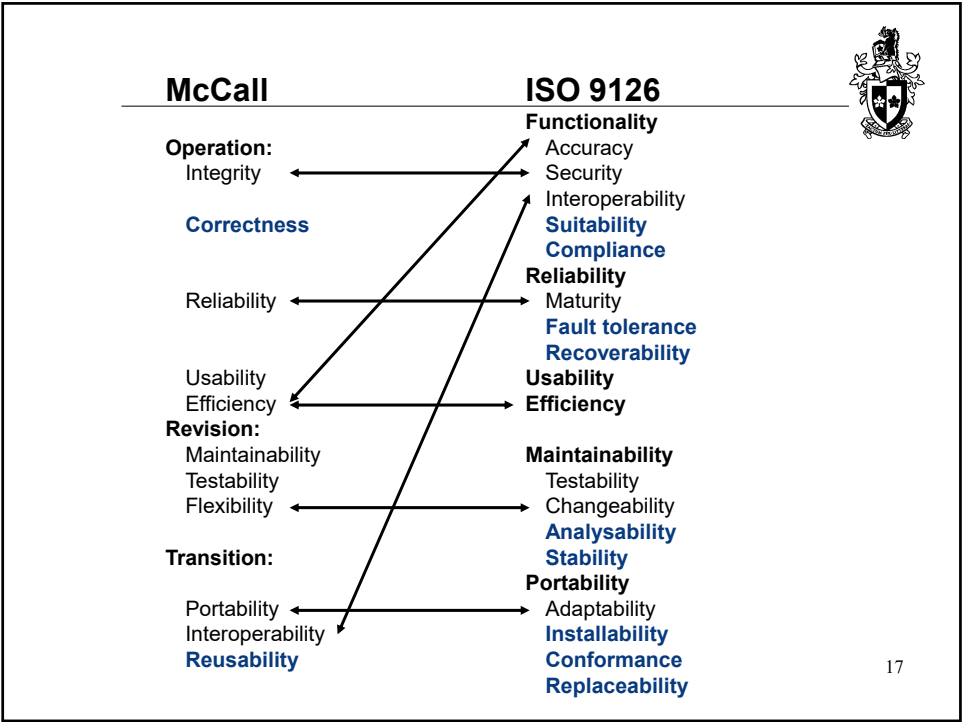 McCall ISO 9126
Functionality
Operation: Accuracy
Integrity Security
Interoperability
Correctness Suitability
Compliance
Reliability
Reliability Maturity
Fault tolerance
Recoverability
Usability Usability
Efficiency Efficiency
Revision:
Maintainability Maintainability
Testability Testability
Flexibility Changeability
Analysability
Transition: Stability
Portability
Portability Adaptability
Interoperability Installability
Reusability Conformance
Replaceability
17